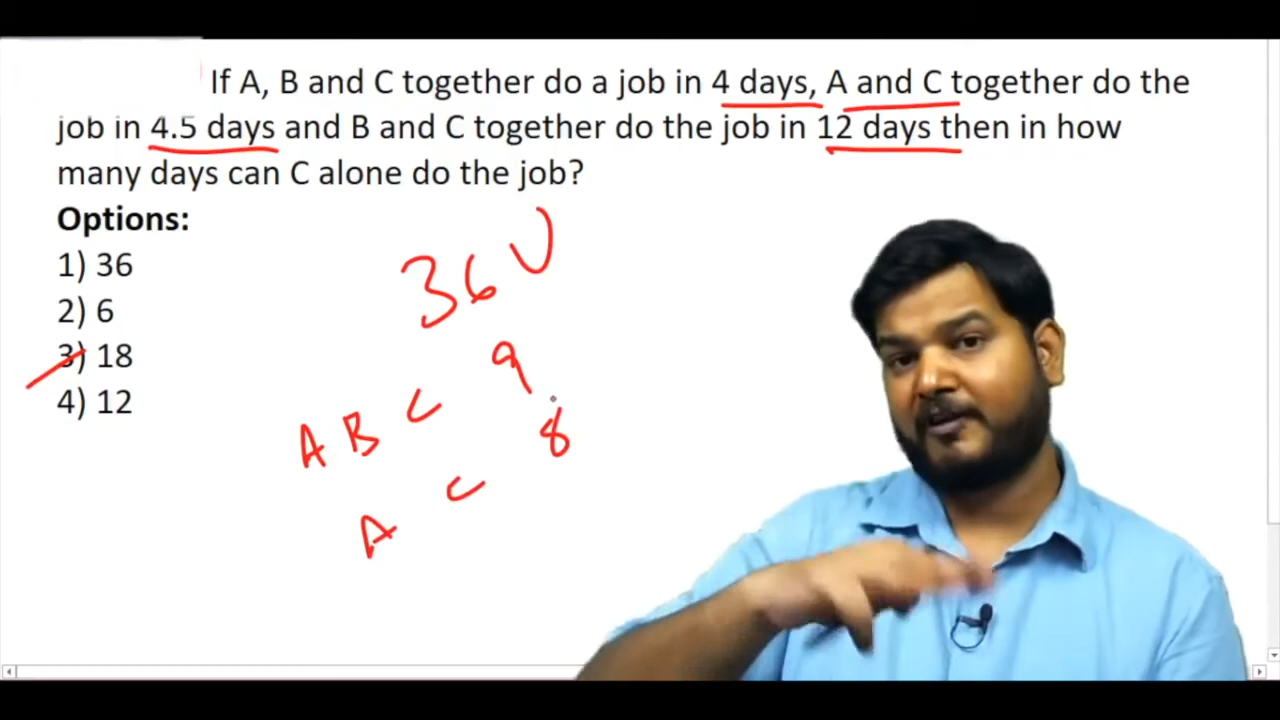 If A, B and C together do a job in 4 days, A and C together do the
job in 4.5 days and B and C together do the job in 12 days then in how
many days can C alone do the job?
Options:
1) 36
2) 6
3) 18
4) 12
36 U
A B C 9
A C 8